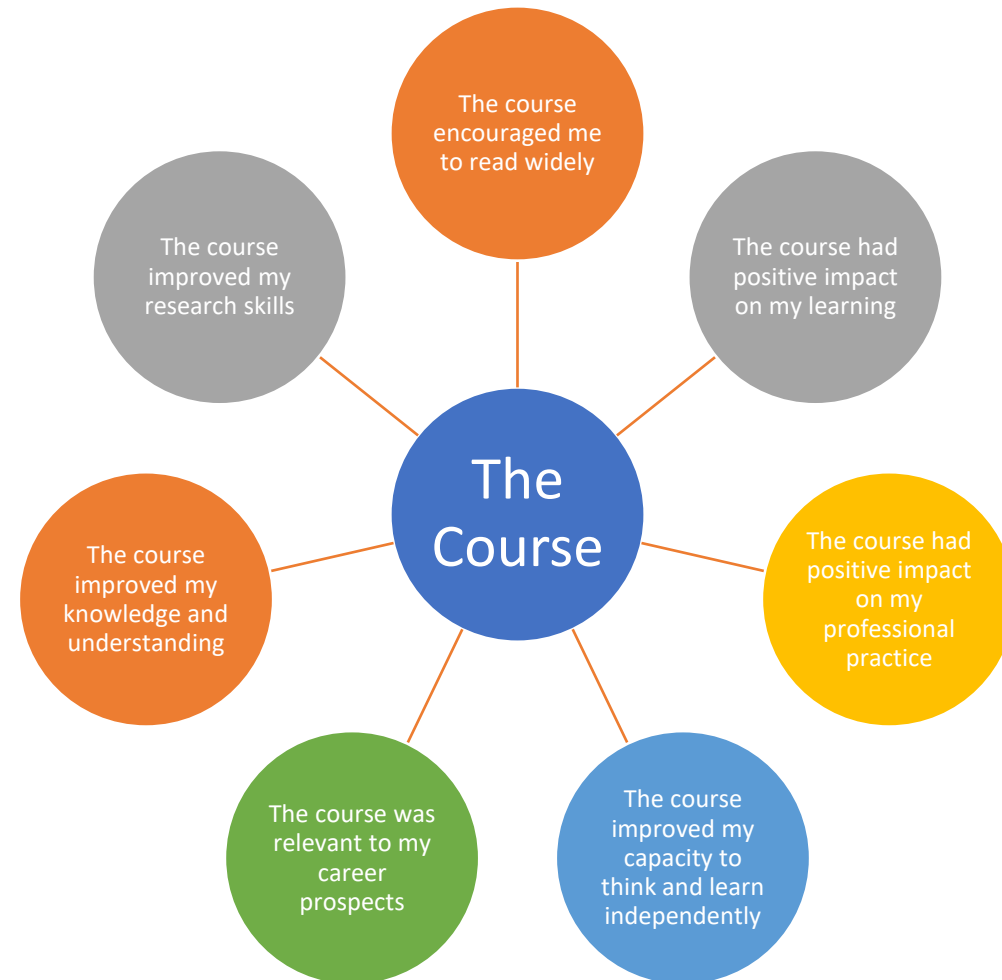 The course
encouraged me
to read widely
The course had
positive impact
on my learning
The course had
positive impact
on my
professional
practice
The course
improved my
capacity to
think and learn
independently
The course was
relevant to my
career
prospects
The course
improved my
knowledge and
understanding
The course
improved my
research skills
The
Course